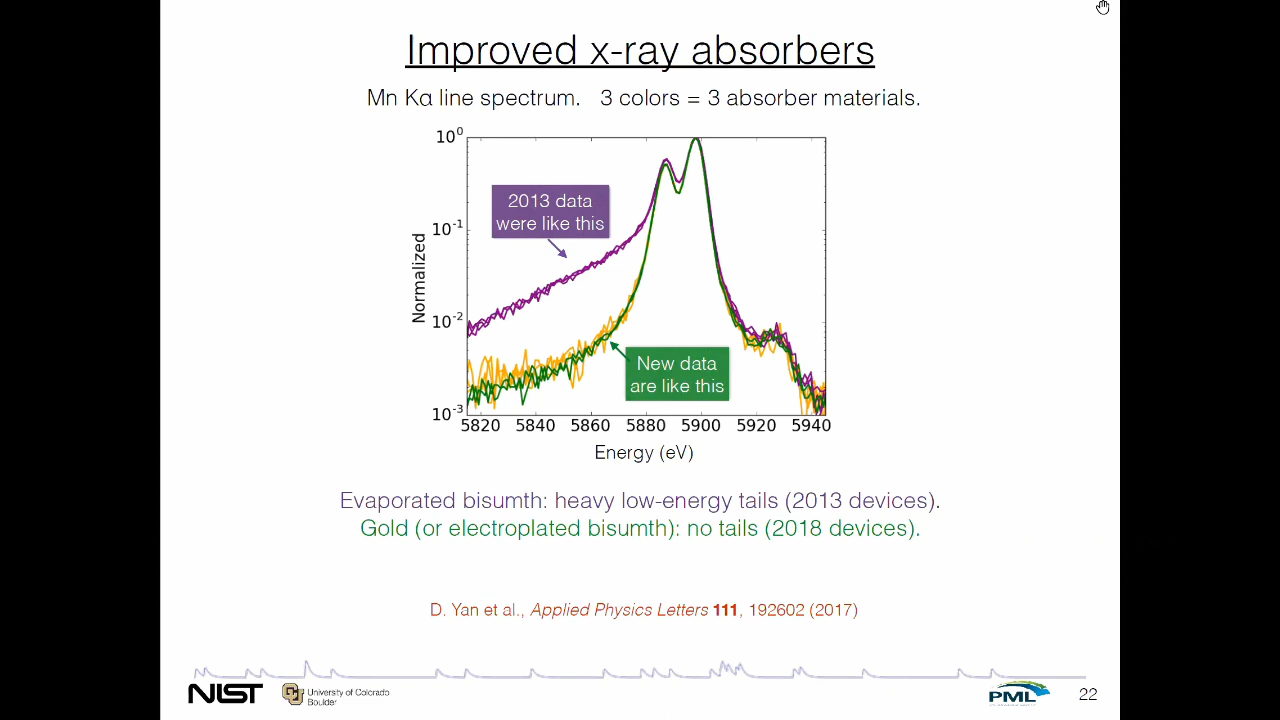 Improved x-ray absorbers
Mn Kα line spectrum. 3 colors = 3 absorber materials.
10^0
10^-1
10^-2
10^-3
Normalized
2013 data
were like this
New data
are like this
5820 5840 5860 5880 5900 5920 5940
Energy (eV)
Evaporated bisumth: heavy low-energy tails (2013 devices).
Gold (or electroplated bisumth): no tails (2018 devices).
D. Yan et al., Applied Physics Letters 111, 192602 (2017)
NIST
University of Colorado
Boulder
PML
22